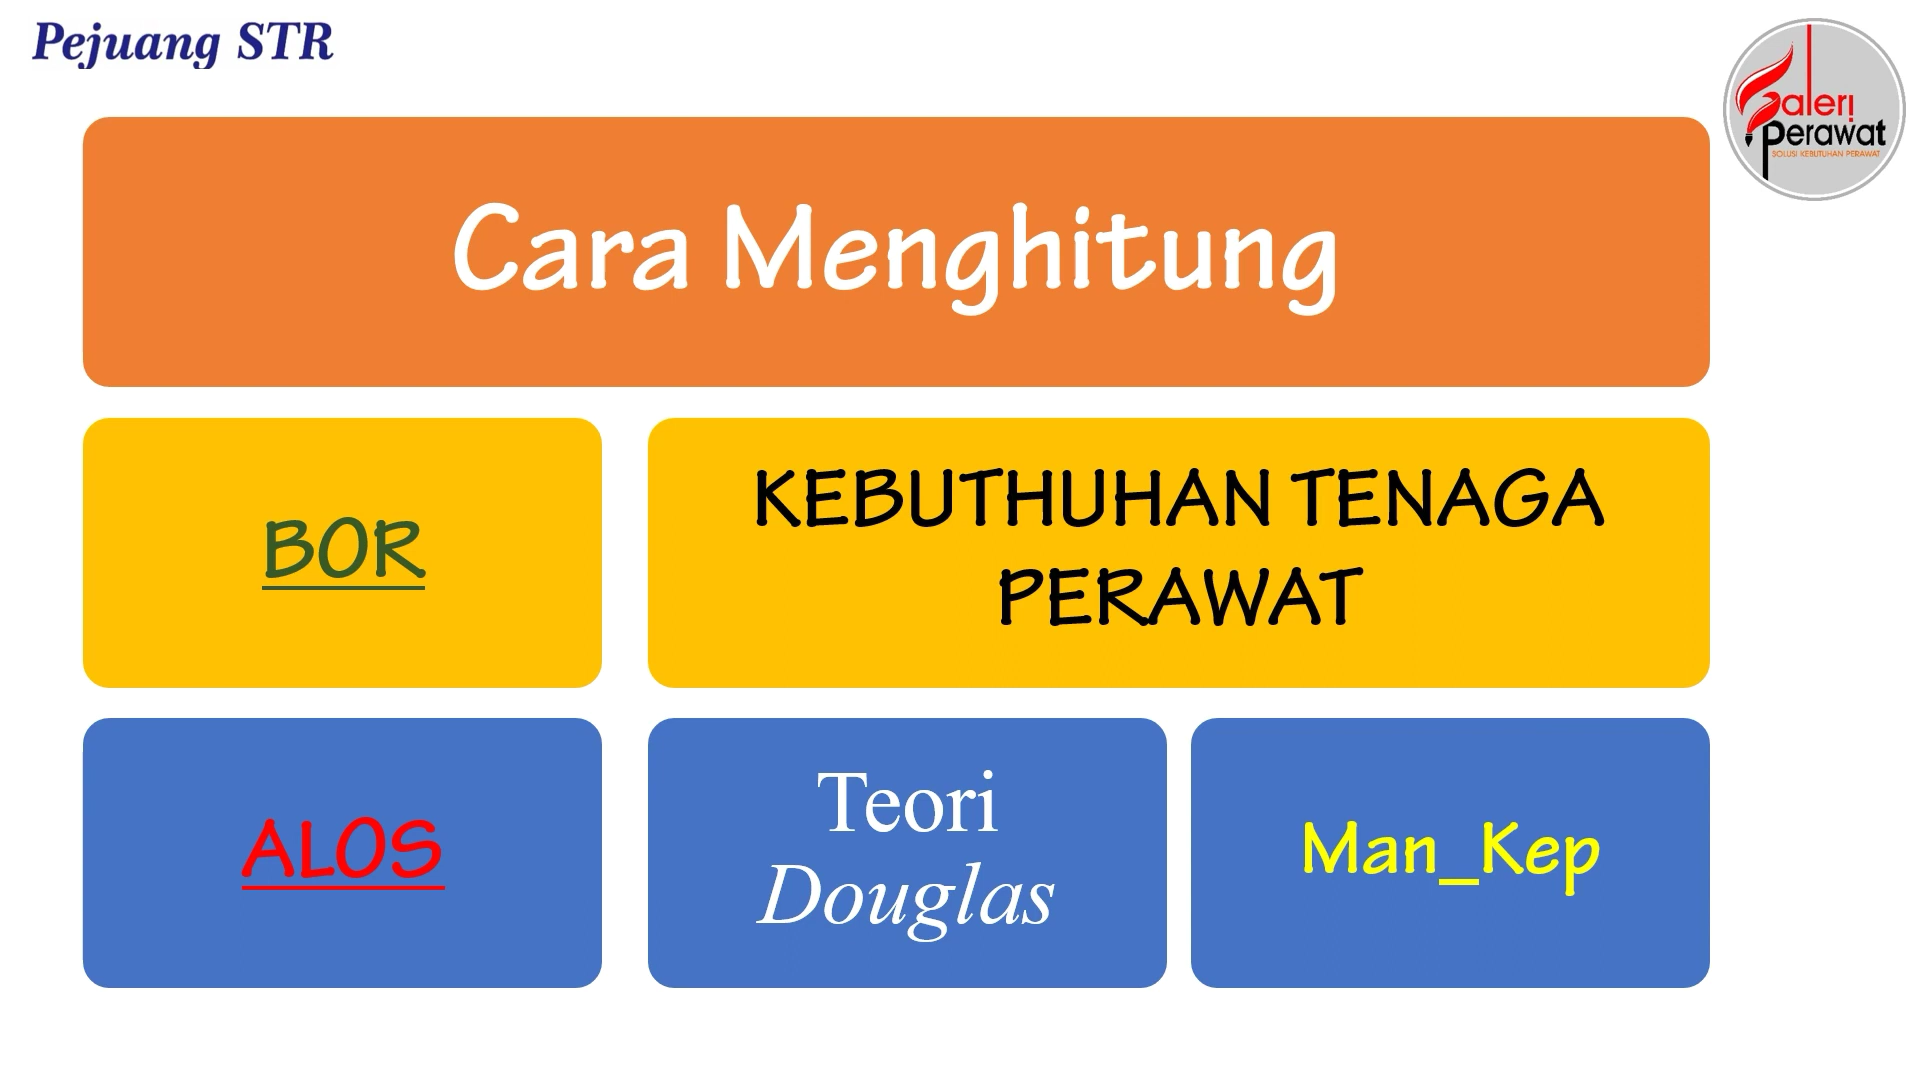 Pejuang STR
Galeri
Perawat
SOLUSI KEBUTUHAN PERAWAT
Cara Menghitung
BOR
KEBUTHUHAN TENAGA
PERAWAT
ALOS
Teori
Douglas
Man_Kep